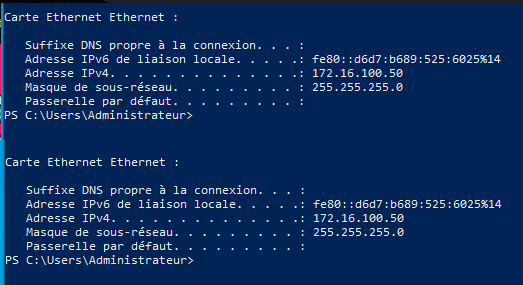 Carte Ethernet Ethernet :
Suffixe DNS propre à la connexion. . . :
Adresse IPv6 de liaison locale. . . . .: fe80::d6d7:b689:525:6025%14
Adresse IPv4. . . . . . . . . . . . . .: 172.16.100.50
Masque de sous-réseau. . . . . . . . . : 255.255.255.0
Passerelle par défaut. . . . . . . . . :
PS C:\Users\Administrateur>
Carte Ethernet Ethernet :
Suffixe DNS propre à la connexion. . . :
Adresse IPv6 de liaison locale. . . . .: fe80::d6d7:b689:525:6025%14
Adresse IPv4. . . . . . . . . . . . . .: 172.16.100.50
Masque de sous-réseau. . . . . . . . . : 255.255.255.0
Passerelle par défaut. . . . . . . . . :
PS C:\Users\Administrateur>